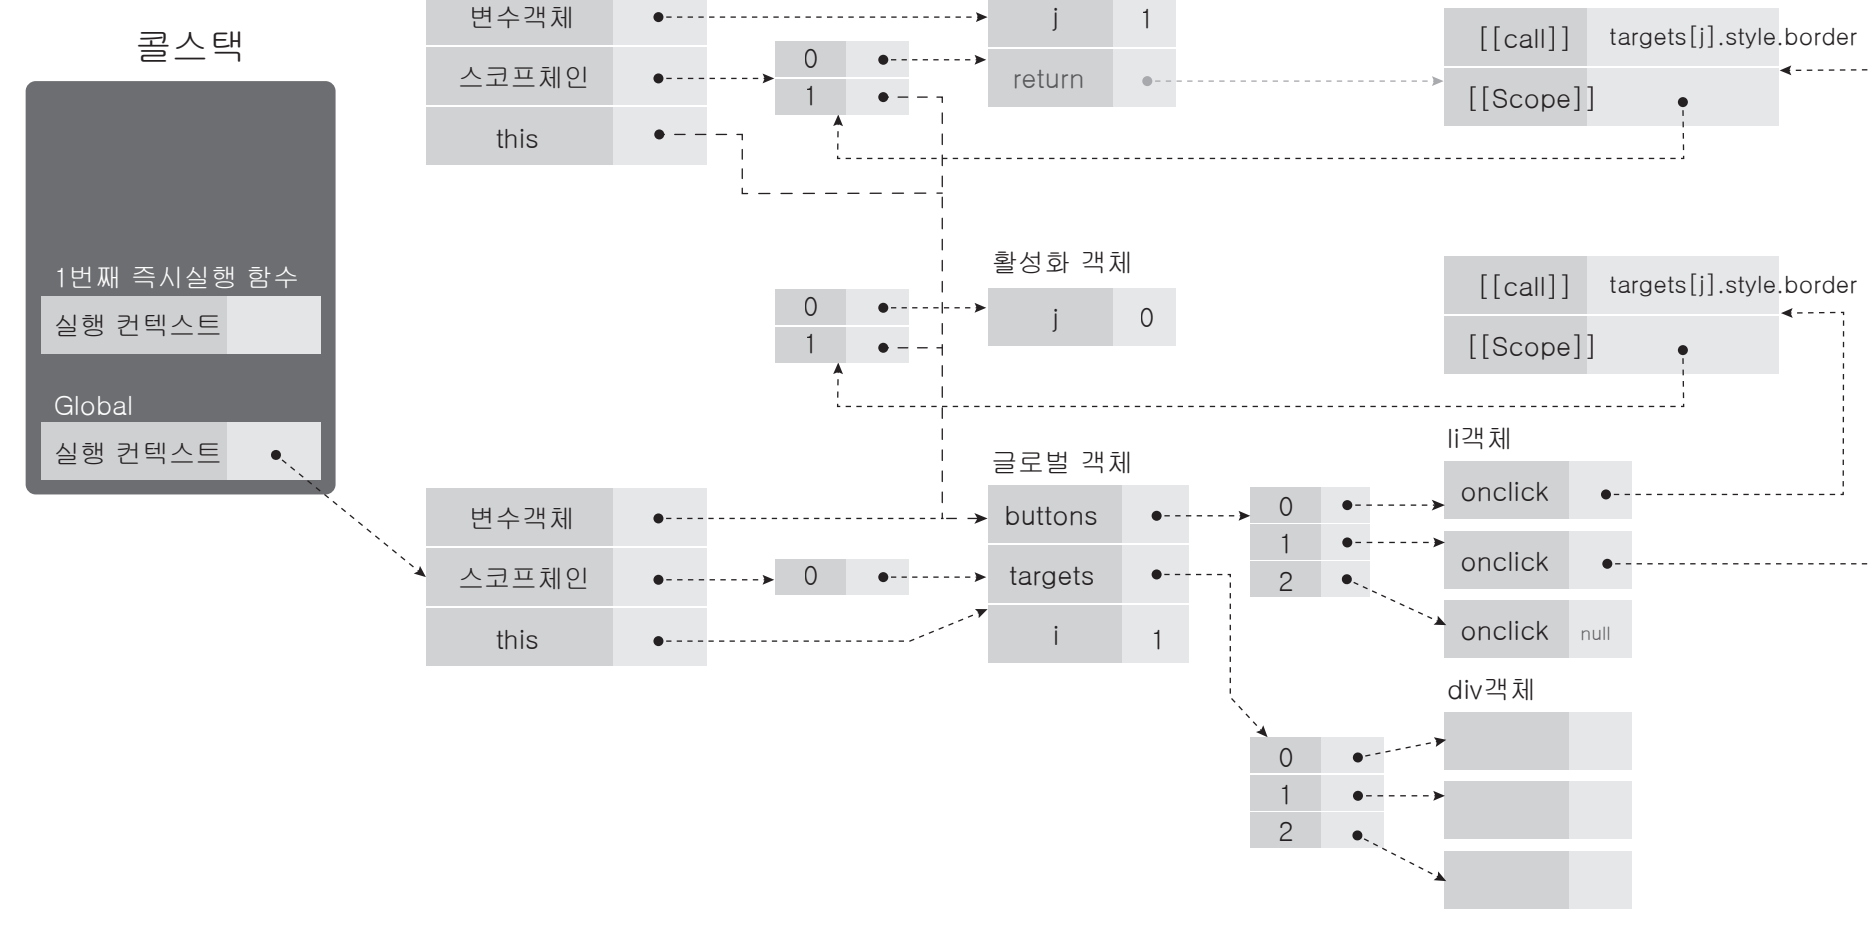 콜스택
1번째 즉시실행 함수
실행 컨텍스트
Global
실행 컨텍스트
변수객체
스코프체인
this
0
1
j 1
return
[[call]] targets[j].style.border
[[Scope]]
0
1
활성화 객체
j 0
[[call]] targets[j].style.border
[[Scope]]
변수객체
스코프체인
this
0
글로벌 객체
buttons
targets
i 1
0
1
2
li객체
onclick
onclick
onclick null
0
1
2
div객체